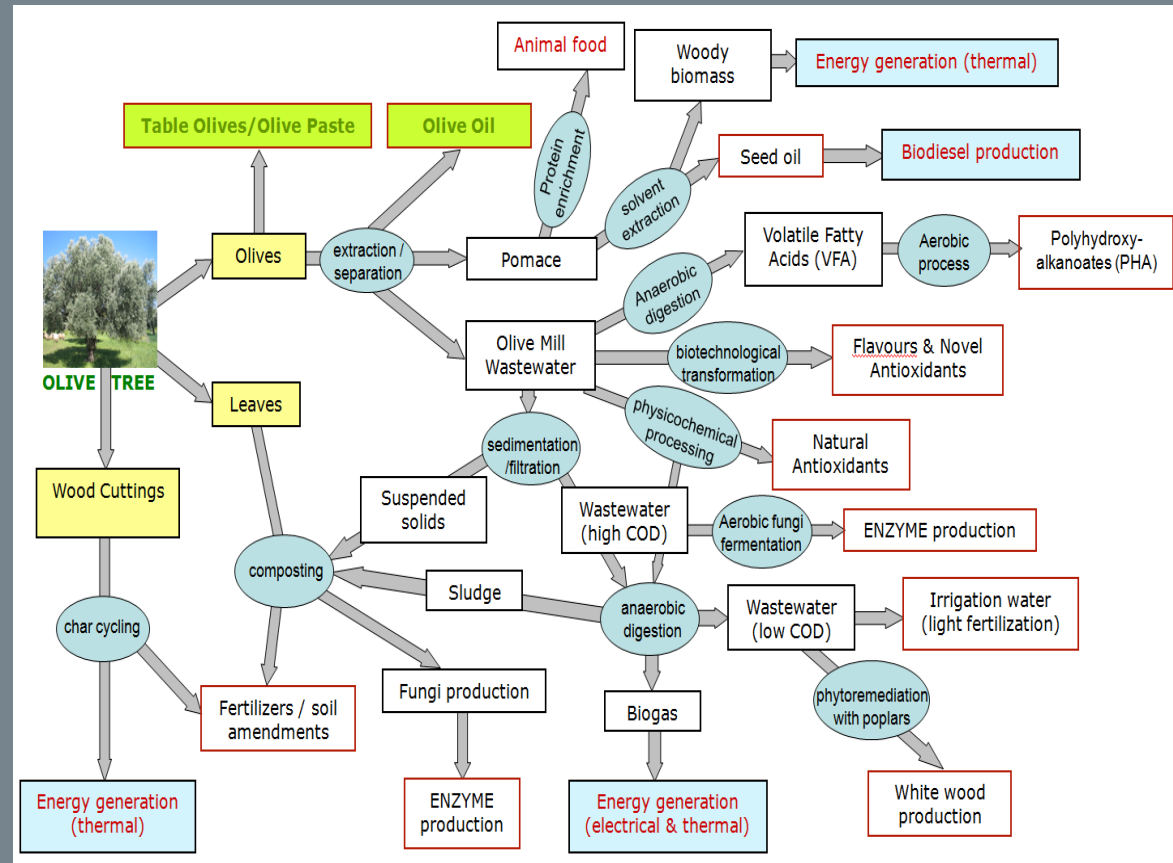 Animal food
Woody
biomass
Energy generation (thermal)
Table Olives/Olive Paste
Olive Oil
Protein
enrichment
solvent
extraction
Seed oil
Biodiesel production
Olives
extraction /
separation
Pomace
Anaerobic
digestion
Volatile Fatty
Acids (VFA)
Aerobic
process
Polyhydroxy-
alkanoates (PHA)
OLIVE TREE
Olive Mill
Wastewater
biotechnological
transformation
Flavours & Novel
Antioxidants
Leaves
physicochemical
processing
Natural
Antioxidants
sedimentation
/filtration
Wood Cuttings
Suspended
solids
Wastewater
(high COD)
Aerobic fungi
fermentation
ENZYME production
composting
Sludge
anaerobic
digestion
Wastewater
(low COD)
Irrigation water
(light fertilization)
char cycling
Fertilizers / soil
amendments
Fungi production
Biogas
phytoremediation
with poplars
Energy generation
(thermal)
ENZYME
production
Energy generation
(electrical & thermal)
White wood
production